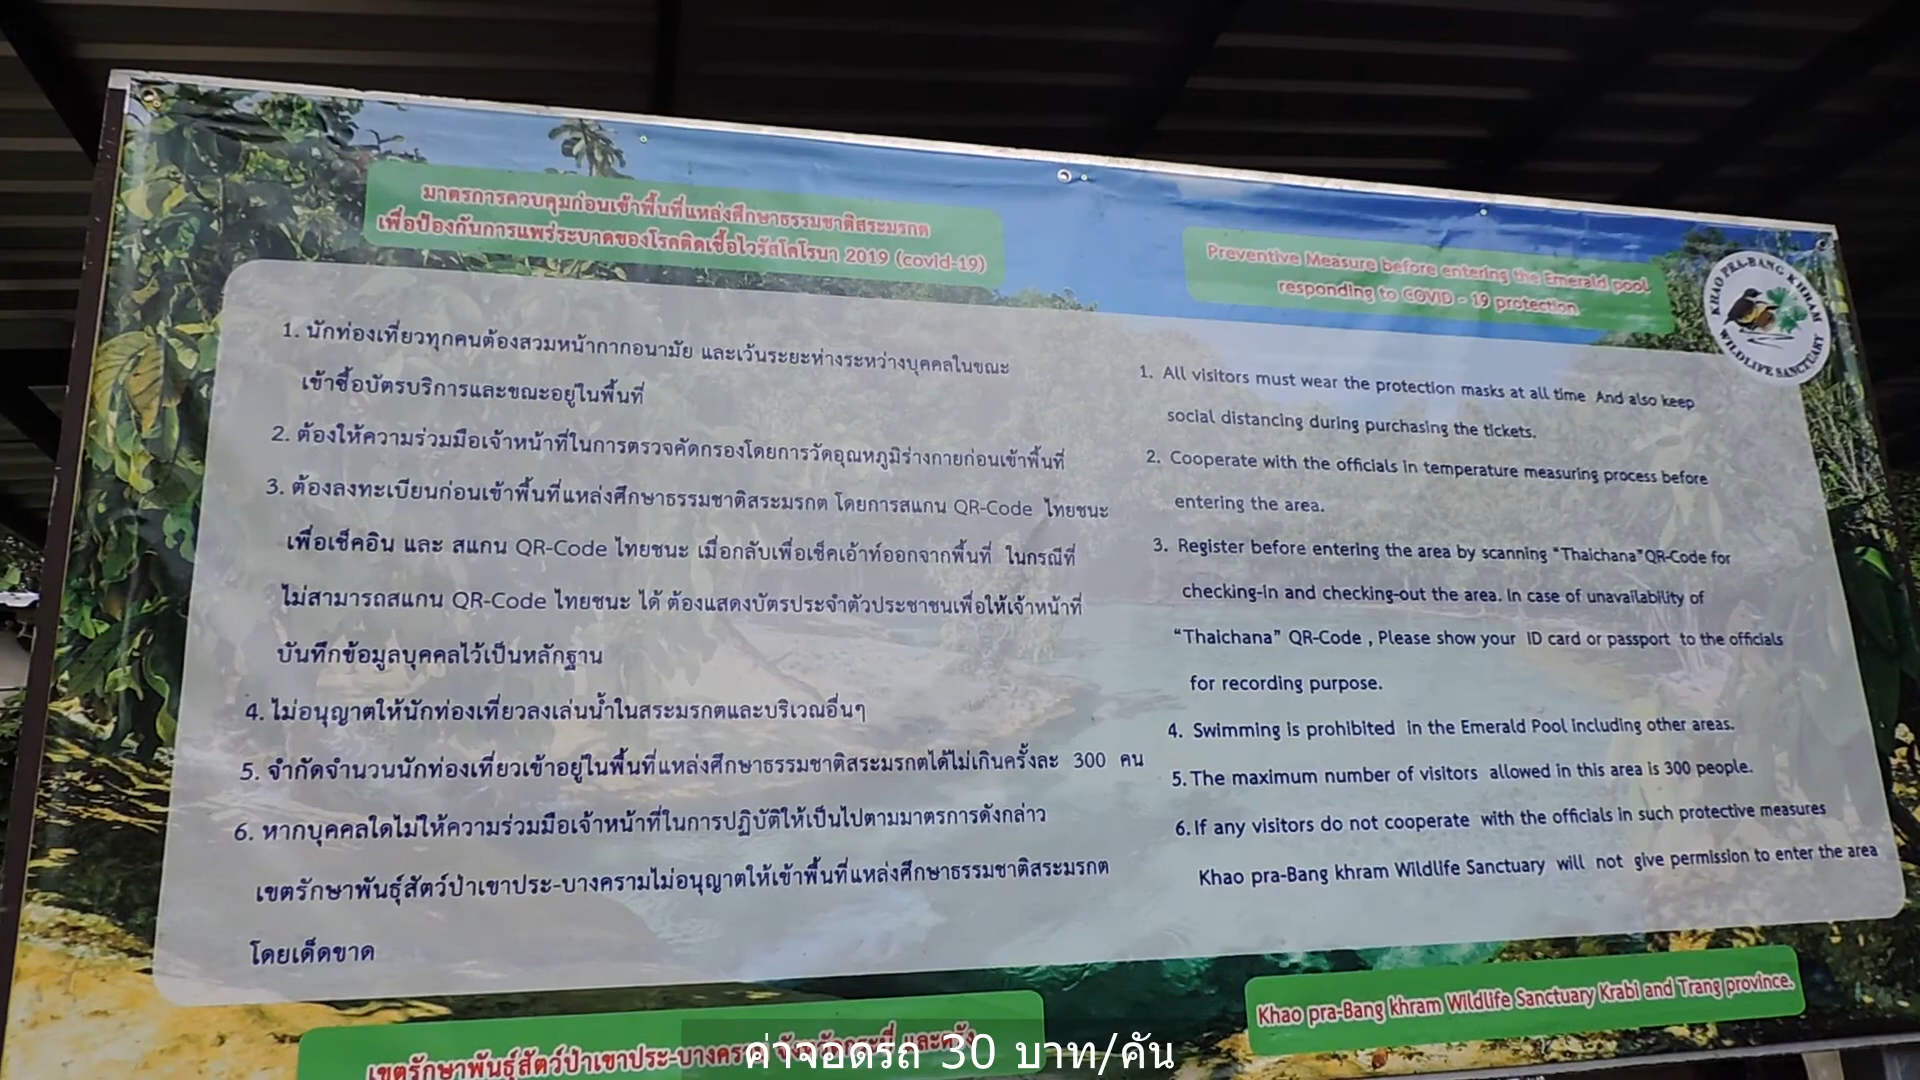 มาตรการควบคุมก่อนเข้าพื้นที่แหล่งศึกษาธรรมชาติสระมรกต
เพื่อป้องกันการแพร่ระบาดของโรคติดเชื้อไวรัสโคโรนา 2019 (covid-19)
1. นักท่องเที่ยวทุกคนต้องสวมหน้ากากอนามัย และเว้นระยะห่างระหว่างบุคคลในขณะ
เข้าซื้อบัตรบริการและขณะอยู่ในพื้นที่
2. ต้องให้ความร่วมมือเจ้าหน้าที่ในการตรวจคัดกรองโดยการวัดอุณหภูมิร่างกายก่อนเข้าพื้นที่
3. ต้องลงทะเบียนก่อนเข้าพื้นที่แหล่งศึกษาธรรมชาติสระมรกต โดยการสแกน QR-Code ไทยชนะ
เพื่อเช็คอิน และ สแกน QR-Code ไทยชนะ เมื่อกลับเพื่อเช็คเอ้าท์ออกจากพื้นที่ ในกรณีที่
ไม่สามารถสแกน QR-Code ไทยชนะ ได้ ต้องแสดงบัตรประจำตัวประชาชนเพื่อให้เจ้าหน้าที่
บันทึกข้อมูลบุคคลไว้เป็นหลักฐาน
4. ไม่อนุญาตให้นักท่องเที่ยวลงเล่นน้ำในสระมรกตและบริเวณอื่นๆ
5. จำกัดจำนวนนักท่องเที่ยวเข้าอยู่ในพื้นที่แหล่งศึกษาธรรมชาติสระมรกตได้ไม่เกินครั้งละ 300 คน
6. หากบุคคลใดไม่ให้ความร่วมมือเจ้าหน้าที่ในการปฏิบัติให้เป็นไปตามมาตรการดังกล่าว
เขตรักษาพันธุ์สัตว์ป่าเขาประ-บางครามไม่อนุญาตให้เข้าพื้นที่แหล่งศึกษาธรรมชาติสระมรกต
โดยเด็ดขาด
Preventive Measure before entering the Emerald pool
responding to COVID - 19 protection
KHAO PRA-BANG KHRAM
WILDLIFE SANCTUARY
1. All visitors must wear the protection masks at all time And also keep
social distancing during purchasing the tickets.
2. Cooperate with the officials in temperature measuring process before
entering the area.
3. Register before entering the area by scanning "Thaichana"QR-Code for
checking-in and checking-out the area. In case of unavailability of
"Thaichana" QR-Code , Please show your ID card or passport to the officials
for recording purpose.
4. Swimming is prohibited in the Emerald Pool including other areas.
5. The maximum number of visitors allowed in this area is 300 people.
6. If any visitors do not cooperate with the officials in such protective measures
Khao pra-Bang khram Wildlife Sanctuary will not give permission to enter the area
Khao pra-Bang khram Wildlife Sanctuary Krabi and Trang province.
เขตรักษาพันธุ์สัตว์ป่าเขาประ-บางคราม
ค่าจอดรถ 30 บาท/คัน